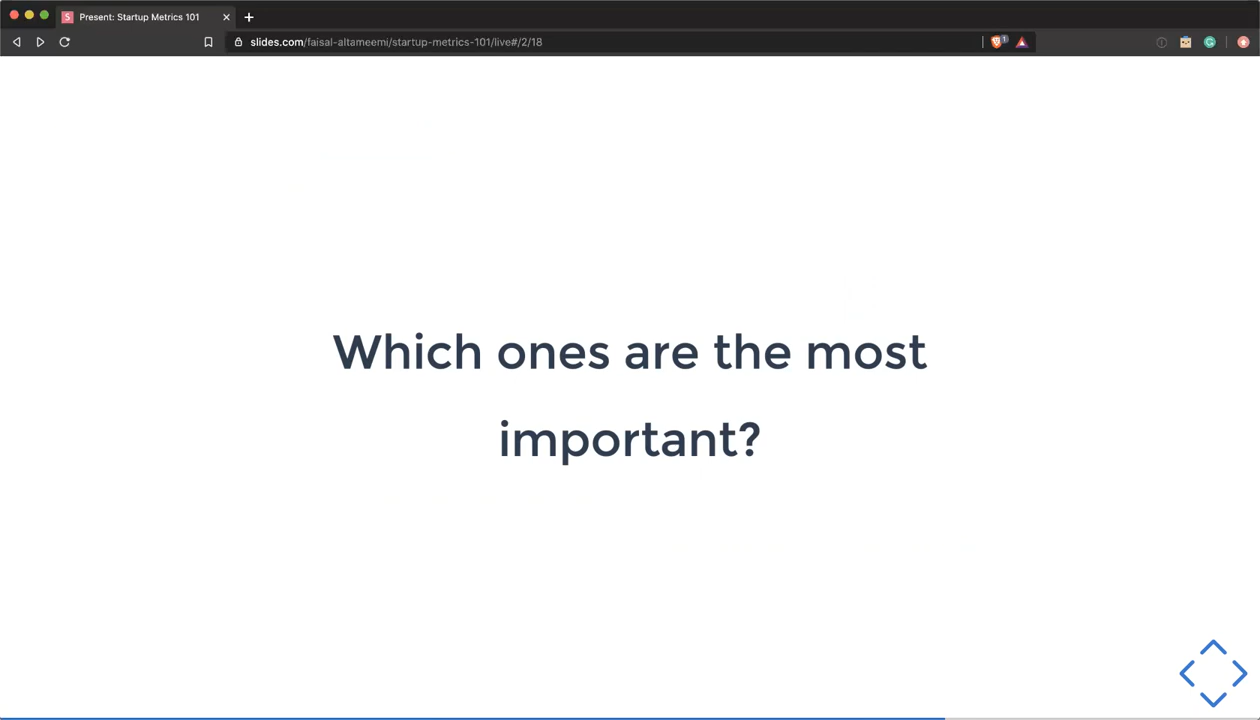 Present: Startup Metrics 101
slides.com/faisal-altameemi/startup-metrics-101/live#/2/18
1
Which ones are the most
important?